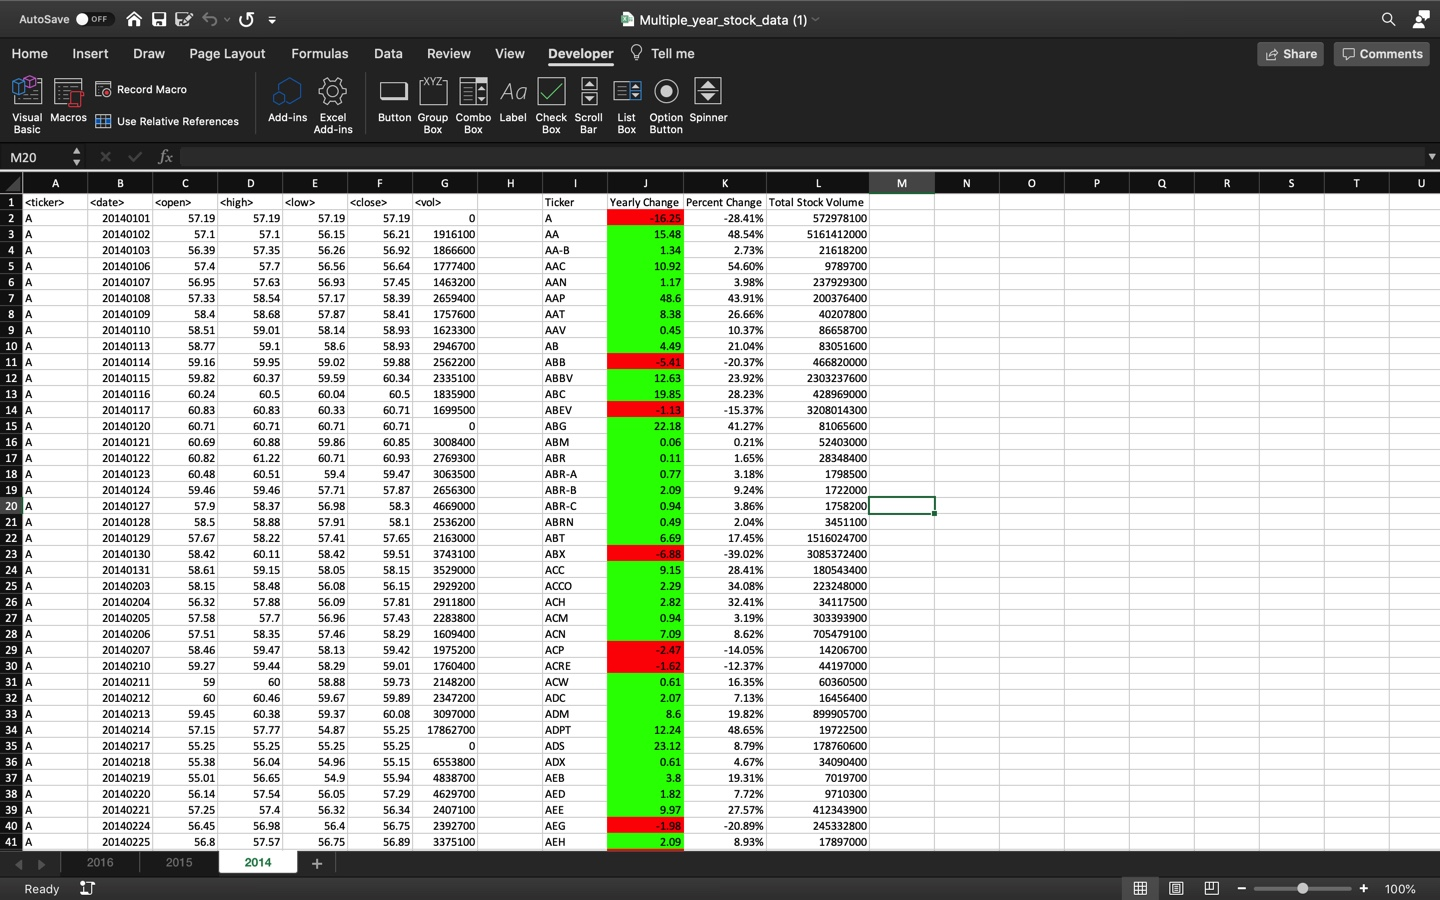 AutoSave OFF Multiple_year_stock_data (1)
Home Insert Draw Page Layout Formulas Data Review View Developer Tell me Share Comments
Visual Basic Macros Record Macro Use Relative References Add-ins Excel Add-ins Button Group Box Combo Box Label Check Box Scroll Bar List Box Option Button Spinner
M20 fx
A B C D E F G H I J K L M N O P Q R S T U
1 <ticker> <date> <open> <high> <low> <close> <vol> Ticker Yearly Change Percent Change Total Stock Volume
2 A 20140101 57.19 57.19 57.19 57.19 0 A -16.25 -28.41% 572978100
3 A 20140102 57.1 57.1 56.15 56.21 1916100 AA 15.48 48.54% 5161412000
4 A 20140103 56.39 57.35 56.26 56.92 1866600 AA-B 1.34 2.73% 21618200
5 A 20140106 57.4 57.7 56.56 56.64 1777400 AAC 10.92 54.60% 9789700
6 A 20140107 56.95 57.63 56.93 57.45 1463200 AAN 1.17 3.98% 237929300
7 A 20140108 57.33 58.54 57.17 58.39 2659400 AAP 48.6 43.91% 200376400
8 A 20140109 58.4 58.68 57.87 58.41 1757600 AAT 8.38 26.66% 40207800
9 A 20140110 58.51 59.01 58.14 58.93 1623300 AAV 0.45 10.37% 86658700
10 A 20140113 58.77 59.1 58.6 58.93 2946700 AB 4.49 21.04% 83051600
11 A 20140114 59.16 59.95 59.02 59.88 2562200 ABB -5.41 -20.37% 466820000
12 A 20140115 59.82 60.37 59.59 60.34 2335100 ABBV 12.63 23.92% 2303237600
13 A 20140116 60.24 60.5 60.04 60.5 1835900 ABC 19.85 28.23% 428969000
14 A 20140117 60.83 60.83 60.33 60.71 1699500 ABEV -1.13 -15.37% 3208014300
15 A 20140120 60.71 60.71 60.71 60.71 0 ABG 22.18 41.27% 81065600
16 A 20140121 60.69 60.88 59.86 60.85 3008400 ABM 0.06 0.21% 52403000
17 A 20140122 60.82 61.22 60.71 60.93 2769300 ABR 0.11 1.65% 28348400
18 A 20140123 60.48 60.51 59.4 59.47 3063500 ABR-A 0.77 3.18% 1798500
19 A 20140124 59.46 59.46 57.71 57.87 2656300 ABR-B 2.09 9.24% 1722000
20 A 20140127 57.9 58.37 56.98 58.3 4669000 ABR-C 0.94 3.86% 1758200
21 A 20140128 58.5 58.88 57.91 58.1 2536200 ABRN 0.49 2.04% 3451100
22 A 20140129 57.67 58.22 57.41 57.65 2163000 ABT 6.69 17.45% 1516024700
23 A 20140130 58.42 60.11 58.42 59.51 3743100 ABX -6.88 -39.02% 3085372400
24 A 20140131 58.61 59.15 58.05 58.15 3529000 ACC 9.15 28.41% 180543400
25 A 20140203 58.15 58.48 56.08 56.15 2929200 ACCO 2.29 34.08% 223248000
26 A 20140204 56.32 57.88 56.09 57.81 2911800 ACH 2.82 32.41% 34117500
27 A 20140205 57.58 57.7 56.96 57.43 2283800 ACM 0.94 3.19% 303393900
28 A 20140206 57.51 58.35 57.46 58.29 1609400 ACN 7.09 8.62% 705479100
29 A 20140207 58.46 59.47 58.13 59.42 1975200 ACP -2.47 -14.05% 14206700
30 A 20140210 59.27 59.44 58.29 59.01 1760400 ACRE -1.62 -12.37% 44197000
31 A 20140211 59 60 58.88 59.73 2148200 ACW 0.61 16.35% 60360500
32 A 20140212 60 60.46 59.67 59.89 2347200 ADC 2.07 7.13% 16456400
33 A 20140213 59.45 60.38 59.37 60.08 3097000 ADM 8.6 19.82% 899905700
34 A 20140214 57.15 57.77 54.87 55.25 17862700 ADPT 12.24 48.65% 19722500
35 A 20140217 55.25 55.25 55.25 55.25 0 ADS 23.12 8.79% 178760600
36 A 20140218 55.38 56.04 54.96 55.15 6553800 ADX 0.61 4.67% 34090400
37 A 20140219 55.01 56.65 54.9 55.94 4838700 AEB 3.8 19.31% 7019700
38 A 20140220 56.14 57.54 56.05 57.29 4629700 AED 1.82 7.72% 9710300
39 A 20140221 57.25 57.4 56.32 56.34 2407100 AEE 9.97 27.57% 412343900
40 A 20140224 56.45 56.98 56.4 56.75 2392700 AEG -1.98 -20.89% 245332800
41 A 20140225 56.8 57.57 56.75 56.89 3375100 AEH 2.09 8.93% 17897000
2016 2015 2014 +
Ready 100%